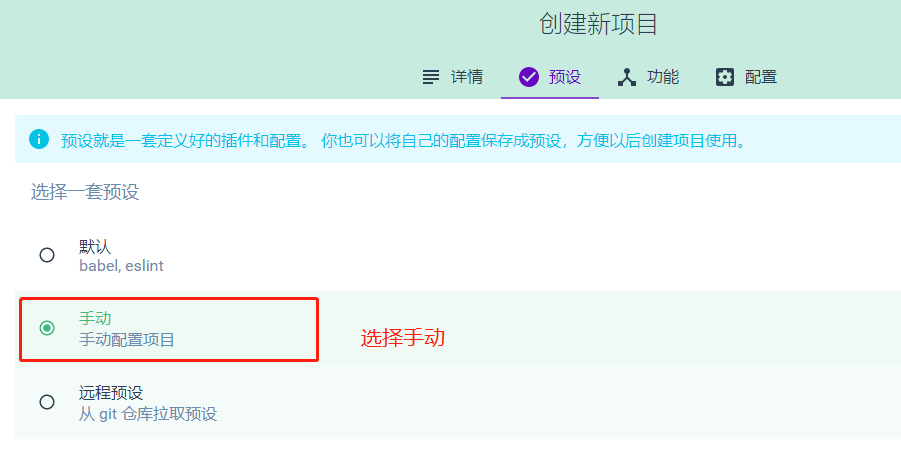 创建新项目
详情 预设 功能 配置
预设就是一套定义好的插件和配置。 你也可以将自己的配置保存成预设，方便以后创建项目使用。
选择一套预设
默认
babel, eslint
手动
手动配置项目
选择手动
远程预设
从 git 仓库拉取预设